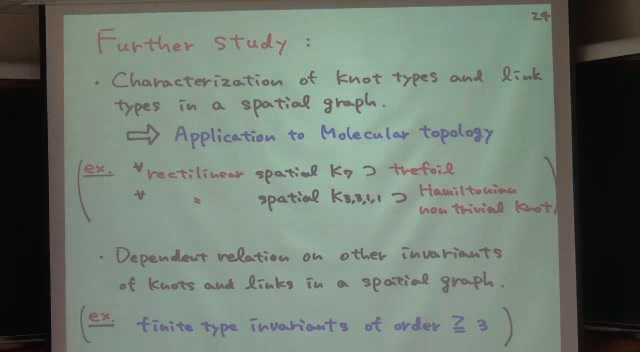 24
Further study :
· Characterization of knot types and link
types in a spatial graph.
⇨ Application to Molecular topology
(ex. ∀rectilinear spatial K7 ⊃ trefoil
∀ 〃 spatial K3,3,1,1 ⊃ Hamiltonian
non trivial knot)
· Dependent relation on other invariants
of knots and links in a spatial graph.
(ex. finite type invariants of order ≧ 3 )